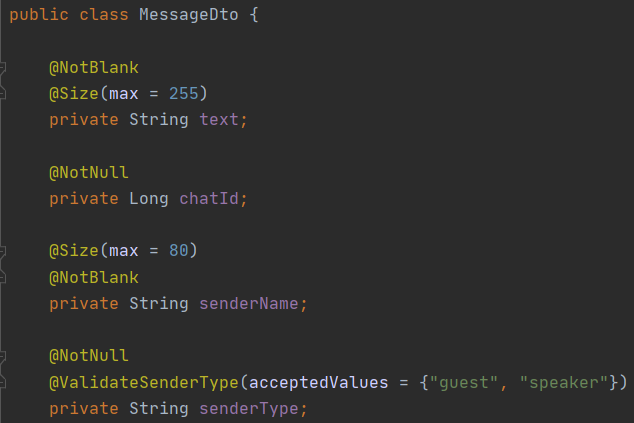 public class MessageDto {
@NotBlank
@Size(max = 255)
private String text;
@NotNull
private Long chatId;
@Size(max = 80)
@NotBlank
private String senderName;
@NotNull
@ValidateSenderType(acceptedValues = {"guest", "speaker"})
private String senderType;